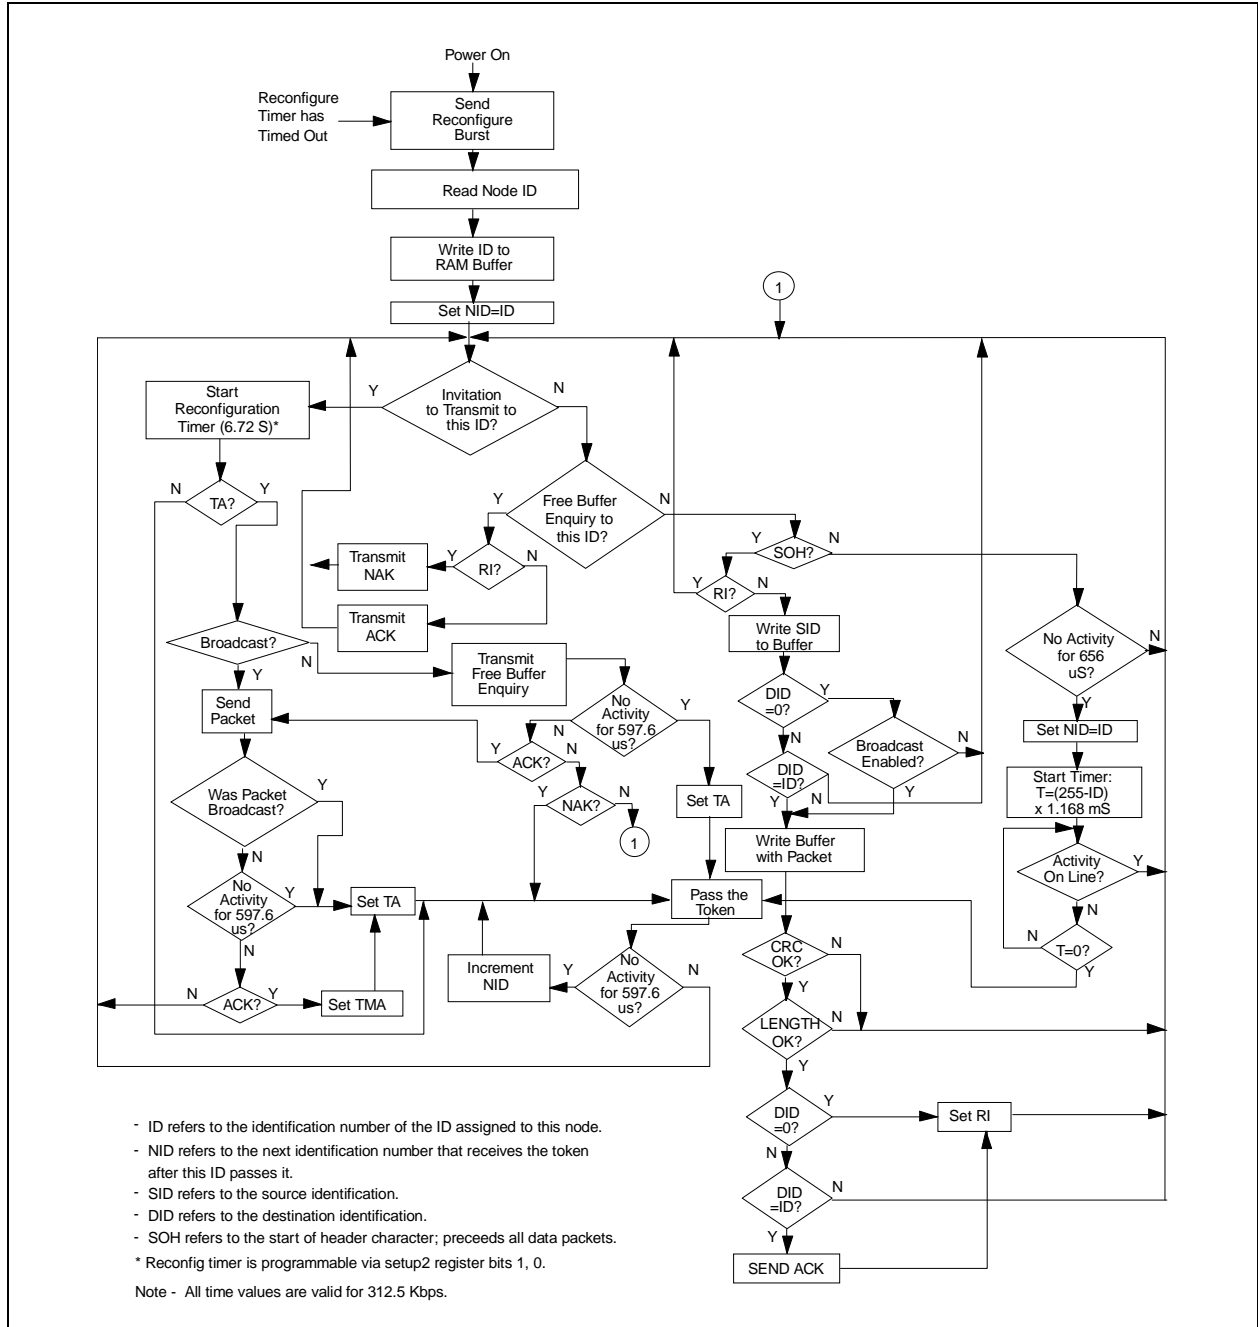 Power On
Reconfigure
Timer has
Timed Out
Send
Reconfigure
Burst
Read Node ID
Write ID to
RAM Buffer
Set NID=ID
1
Invitation
to Transmit to
this ID?
Y
N
Start
Reconfiguration
Timer (6.72 S)*
N
TA?
Y
Free Buffer
Enquiry to
this ID?
Y
N
Transmit
NAK
Y
RI?
N
Transmit
ACK
Y
SOH?
N
Y
RI?
N
Write SID
to Buffer
No Activity
for 656
uS?
N
Y
Broadcast?
N
Y
Transmit
Free Buffer
Enquiry
No
Activity
for 597.6
us?
Y
N
DID
=0?
Y
N
Broadcast
Enabled?
N
Y
Set NID=ID
Send
Packet
Y
ACK?
N
NAK?
Y
N
1
Set TA
DID
=ID?
Y
N
Start Timer:
T=(255-ID)
x 1.168 mS
Was Packet
Broadcast?
Y
N
Write Buffer
with Packet
Activity
On Line?
Y
N
No
Activity
for 597.6
us?
Y
N
Set TA
Pass the
Token
N
T=0?
Y
CRC
OK?
N
Y
Increment
NID
Y
No
Activity
for 597.6
us?
N
N
ACK?
Y
Set TMA
LENGTH
OK?
N
Y
DID
=0?
Y
N
Set RI
DID
=ID?
N
Y
SEND ACK
- ID refers to the identification number of the ID assigned to this node.
- NID refers to the next identification number that receives the token
after this ID passes it.
- SID refers to the source identification.
- DID refers to the destination identification.
- SOH refers to the start of header character; preceeds all data packets.
* Reconfig timer is programmable via setup2 register bits 1, 0.
Note - All time values are valid for 312.5 Kbps.